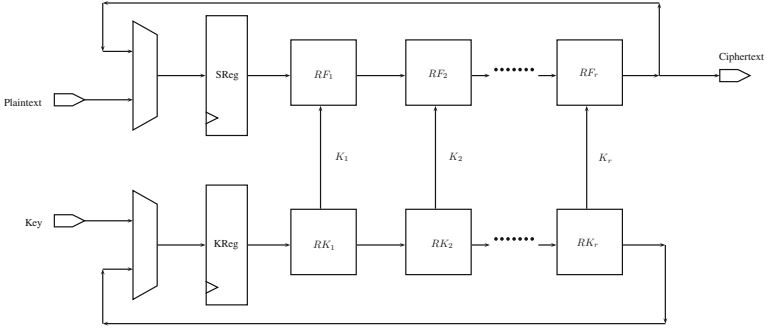 Ciphertext
Plaintext
SReg
RF₁
RF₂
RFᵣ
K₁
K₂
Kᵣ
Key
KReg
RK₁
RK₂
RKᵣ